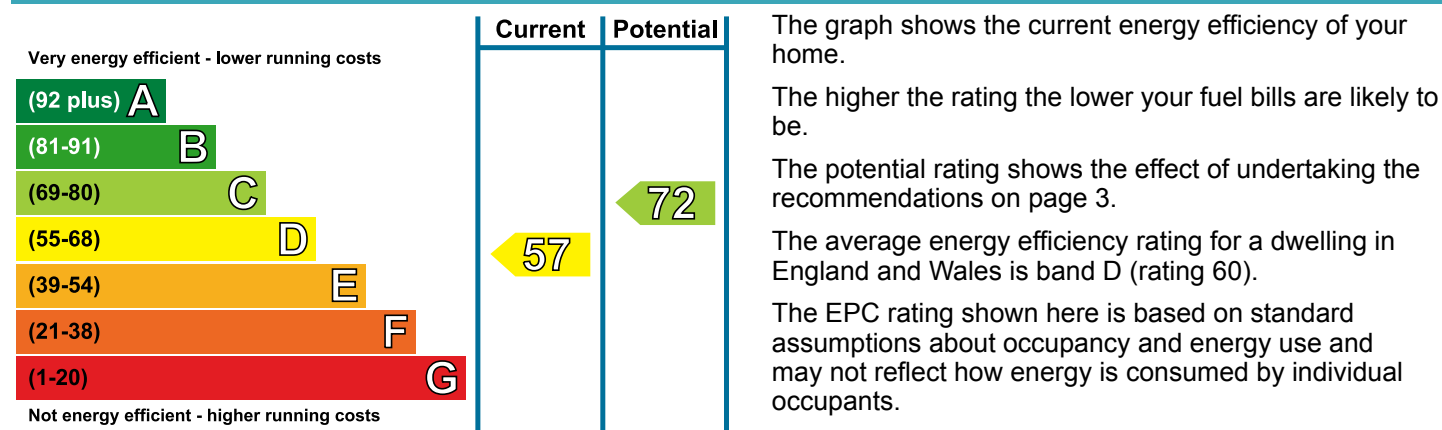 Current Potential
Very energy efficient - lower running costs
(92 plus) A
(81-91) B
(69-80) C
(55-68) D
(39-54) E
(21-38) F
(1-20) G
Not energy efficient - higher running costs
57
72
The graph shows the current energy efficiency of your
home.
The higher the rating the lower your fuel bills are likely to
be.
The potential rating shows the effect of undertaking the
recommendations on page 3.
The average energy efficiency rating for a dwelling in
England and Wales is band D (rating 60).
The EPC rating shown here is based on standard
assumptions about occupancy and energy use and
may not reflect how energy is consumed by individual
occupants.